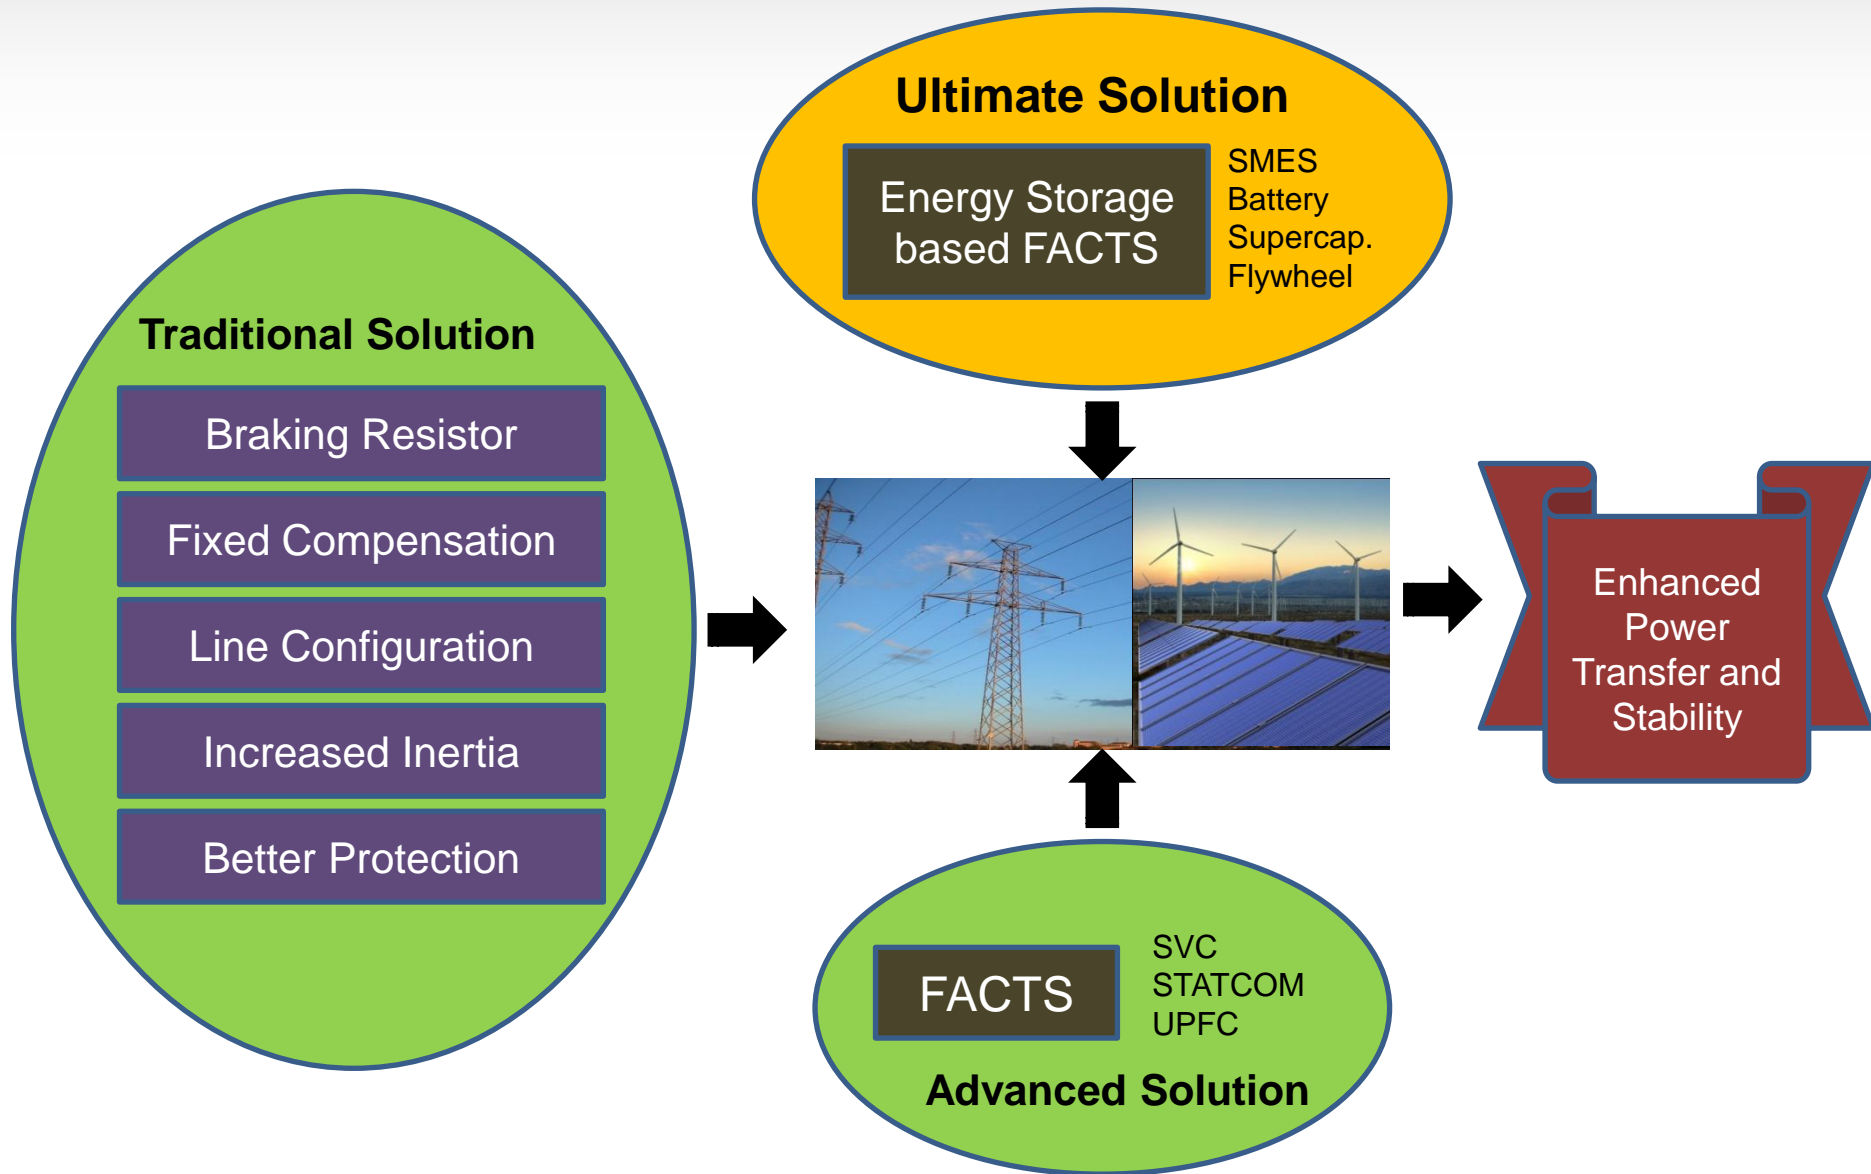 Ultimate Solution
Energy Storage
based FACTS
SMES
Battery
Supercap.
Flywheel
Traditional Solution
Braking Resistor
Fixed Compensation
Line Configuration
Increased Inertia
Better Protection
Enhanced
Power
Transfer and
Stability
FACTS
SVC
STATCOM
UPFC
Advanced Solution